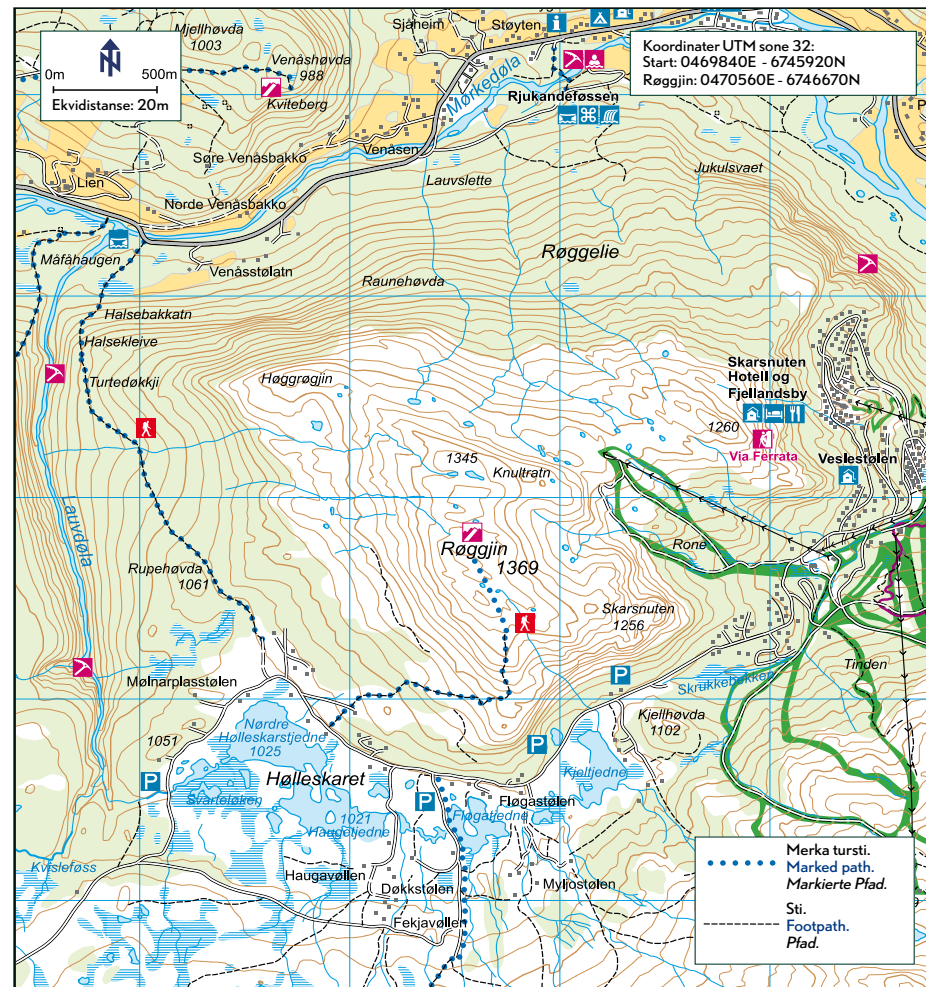 Sjåheim
Støyten
Mjellhøvda
1003
Venåshøvda
988
Kviteberg
0m
500m
Ekvidistanse: 20m
Koordinater UTM sone 32:
Start: 0469840E - 6745920N
Røggjin: 0470560E - 6746670N
Mørkedøla
Rjukandefossen
Venåsen
Søre Venåsbakko
Lauvslette
Jukulsvaet
Lien
Norde Venåsbakko
Røggelie
Måfåhaugen
Venåsstølatn
Raunehøvda
Halsebakkatn
Halsekleive
Turtedøkkji
Høggrøgjin
Skarsnuten
Hotell og
Fjellandsby
1260
Via Ferrata
Veslestølen
1345
Knultratn
Lauvdøla
Røggjin
1369
Rone
Rupehøvda
1061
Skarsnuten
1256
Tinden
Mølnarplasstølen
Skrukkebekken
Nørdre
Hølleskarstjedne
1025
1051
Kjellhøvda
1102
Hølleskaret
Kjeltjedne
Svarteløken
Fløgastølen
1021
Haugetjedne
Fløgatjedne
Kvisleføss
Haugavøllen
Døkkstølen
Myljostølen
Fekjavøllen
Merka tursti.
Marked path.
Markierte Pfad.
Sti.
Footpath.
Pfad.